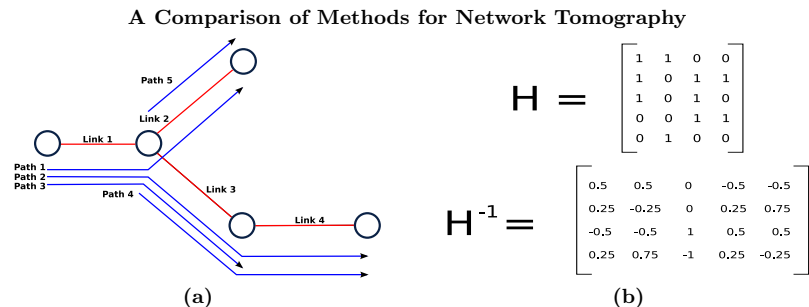 A Comparison of Methods for Network Tomography
Path 5
Link 2
Link 1
Path 1
Path 2
Path 3
Path 4
Link 3
Link 4
(a)
H =
1 1 0 0
1 0 1 1
1 0 1 0
0 0 1 1
0 1 0 0
H-1 =
0.5 0.5 0 -0.5 -0.5
0.25 -0.25 0 0.25 0.75
-0.5 -0.5 1 0.5 0.5
0.25 0.75 -1 0.25 -0.25
(b)